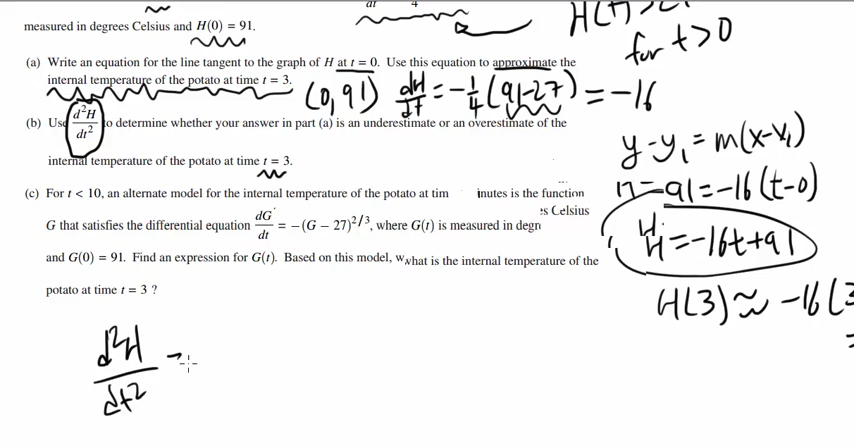 dt 4
H(t) > 2
for t > 0
measured in degrees Celsius and H(0) = 91.
(a) Write an equation for the line tangent to the graph of H at t = 0. Use this equation to approximate the
internal temperature of the potato at time t = 3.
(0,91) dH/dt = -1/4 (91-27) = -16
(b) Use d²H/dt² to determine whether your answer in part (a) is an underestimate or an overestimate of the
internal temperature of the potato at time t = 3.
y-y₁ = m(x-x₁)
-91 = -16(t-0)
H = -16t+91
H(3) ≈ -16(3
=
(c) For t < 10, an alternate model for the internal temperature of the potato at tim inutes is the function
G that satisfies the differential equation dG/dt = −(G − 27)^2/3, where G(t) is measured in degr es Celsius
and G(0) = 91. Find an expression for G(t). Based on this model, w what is the internal temperature of the
potato at time t = 3 ?
d²H/dt² =